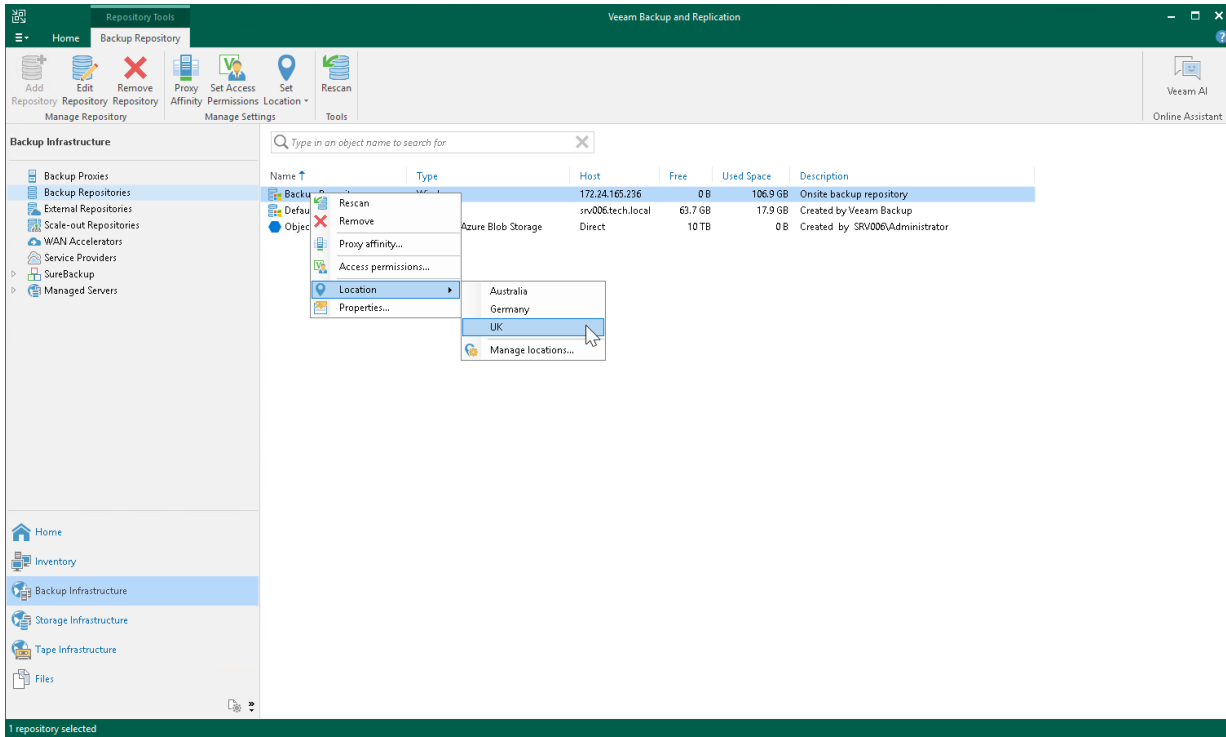 Repository Tools
Veeam Backup and Replication
Home Backup Repository
Add Repository
Edit Repository
Remove Repository
Proxy Affinity
Set Access Permissions
Set Location
Rescan
Veeam AI
Manage Repository
Manage Settings
Tools
Online Assistant
Backup Infrastructure
Type in an object name to search for
Backup Proxies
Backup Repositories
External Repositories
Scale-out Repositories
WAN Accelerators
Service Providers
SureBackup
Managed Servers
Name Type Host Free Used Space Description
172.24.165.236 0 B 106.9 GB Onsite backup repository
srv006.tech.local 63.7 GB 17.9 GB Created by Veeam Backup
Azure Blob Storage Direct 10 TB 0 B Created by SRV006\Administrator
Rescan
Remove
Proxy affinity...
Access permissions...
Location
Properties...
Australia
Germany
UK
Manage locations...
Home
Inventory
Backup Infrastructure
Storage Infrastructure
Tape Infrastructure
Files
1 repository selected